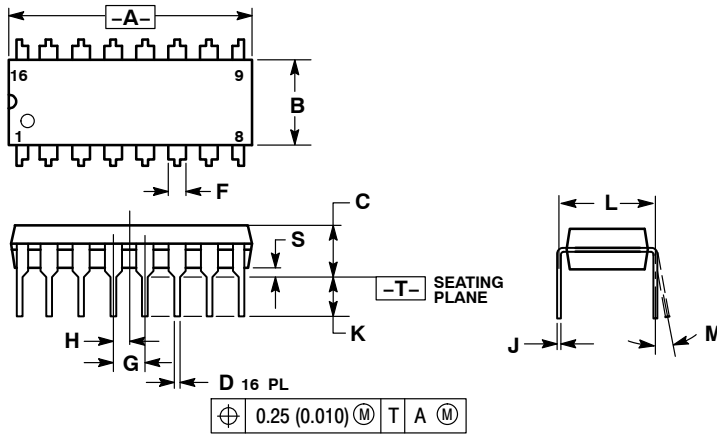 –A–
16 9
B
1 8
F
C
L
S
–T– SEATING
PLANE
K
H
G
J
M
D 16 PL
⌖ 0.25 (0.010) Ⓜ T A Ⓜ